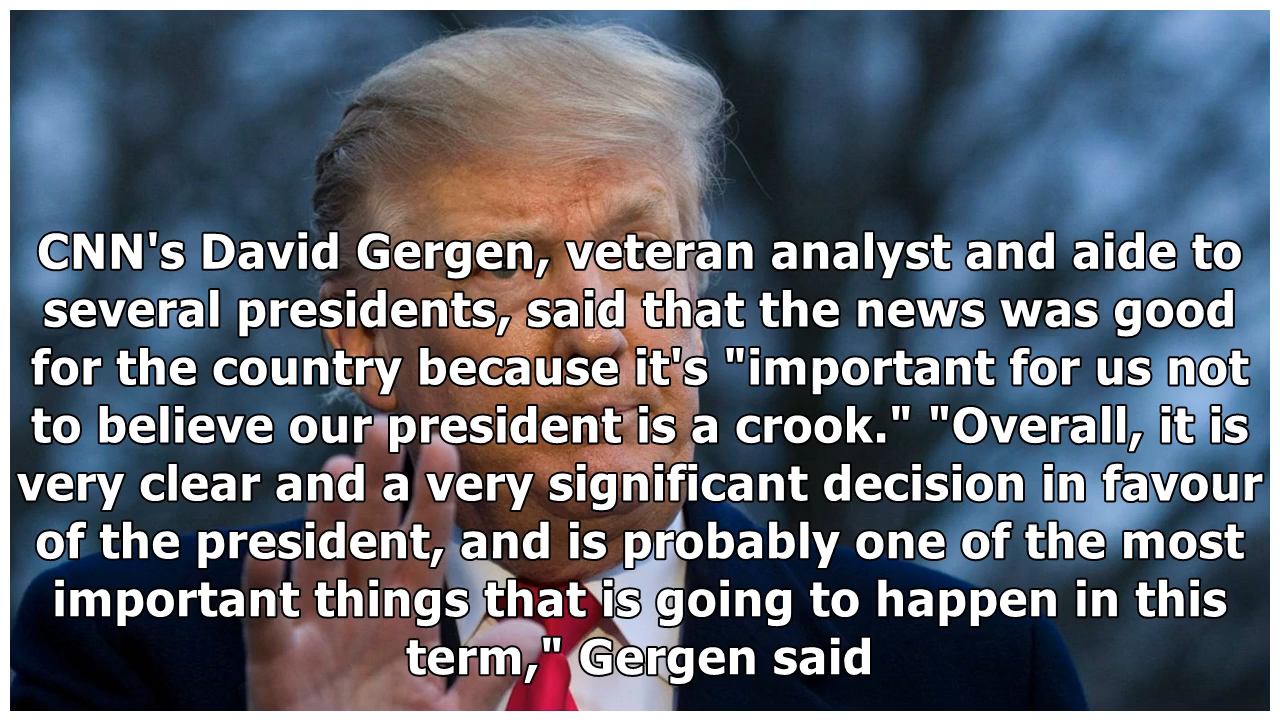 CNN's David Gergen, veteran analyst and aide to
several presidents, said that the news was good
for the country because it's "important for us not
to believe our president is a crook." "Overall, it is
very clear and a very significant decision in favour
of the president, and is probably one of the most
important things that is going to happen in this
term," Gergen said